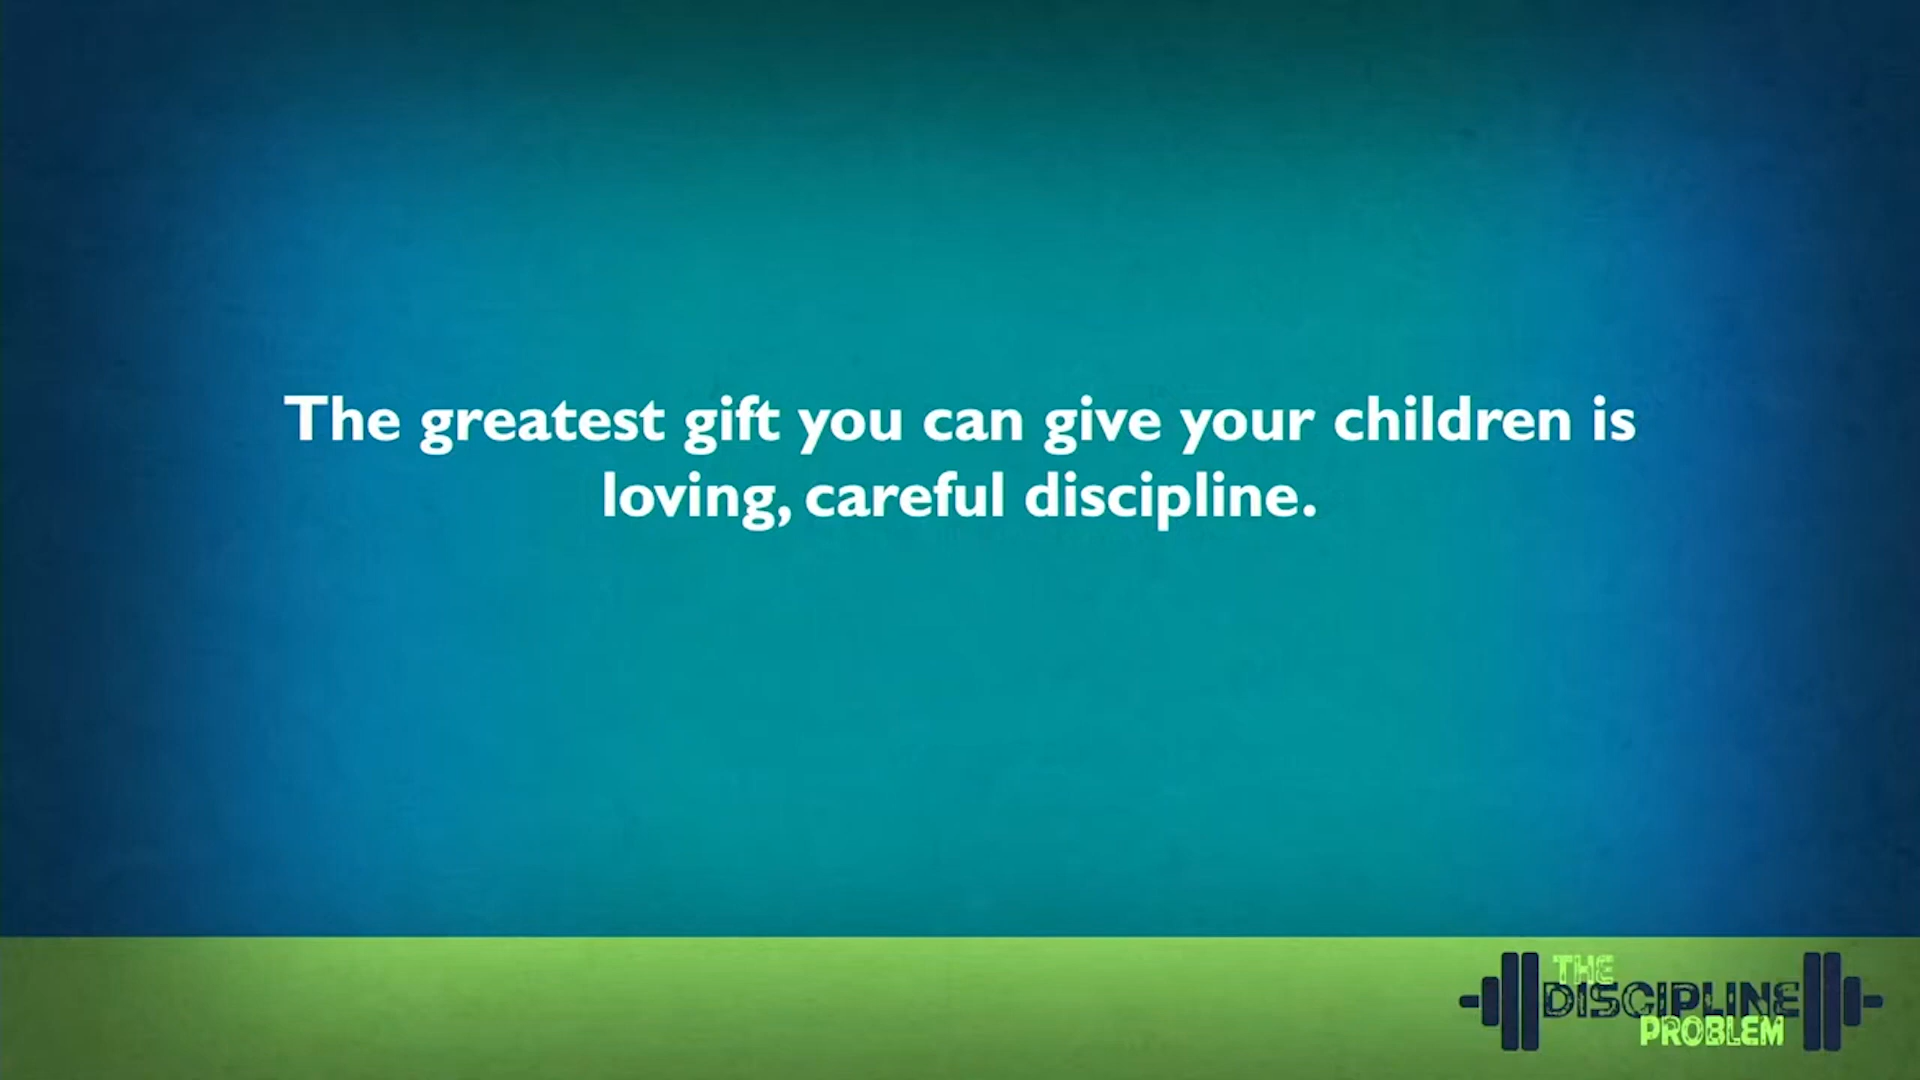 The greatest gift you can give your children is
loving, careful discipline.
THE
DISCIPLINE
PROBLEM